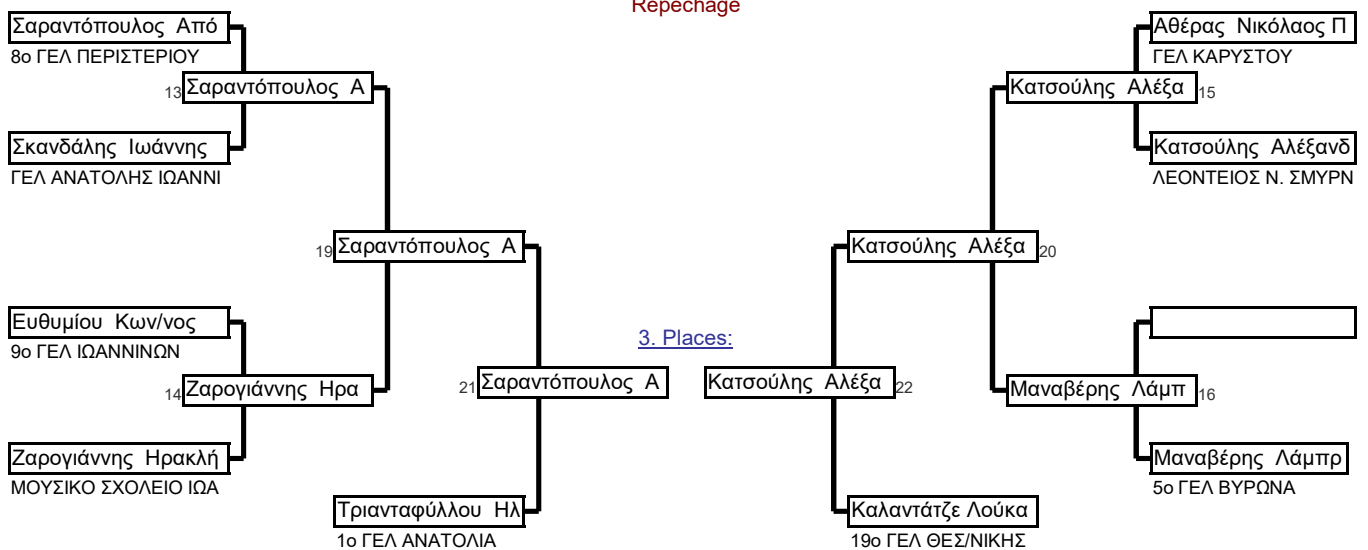 Repechage
Σαραντόπουλος Από
8ο ΓΕΛ ΠΕΡΙΣΤΕΡΙΟΥ
13 Σαραντόπουλος Α
Σκανδάλης Ιωάννης
ΓΕΛ ΑΝΑΤΟΛΗΣ ΙΩΑΝΝΙ
19 Σαραντόπουλος Α
Ευθυμίου Κων/νος
9ο ΓΕΛ ΙΩΑΝΝΙΝΩΝ
14 Ζαρογιάννης Ηρα
Ζαρογιάννης Ηρακλή
ΜΟΥΣΙΚΟ ΣΧΟΛΕΙΟ ΙΩΑ
21 Σαραντόπουλος Α
Τριανταφύλλου Ηλ
1ο ΓΕΛ ΑΝΑΤΟΛΙΑ
3. Places:
Αθέρας Νικόλαος Π
ΓΕΛ ΚΑΡΥΣΤΟΥ
Κατσούλης Αλέξα 15
Κατσούλης Αλέξανδ
ΛΕΟΝΤΕΙΟΣ Ν. ΣΜΥΡΝ
Κατσούλης Αλέξα 20
Μαναβέρης Λάμπ 16
Μαναβέρης Λάμπρ
5ο ΓΕΛ ΒΥΡΩΝΑ
Κατσούλης Αλέξα 22
Καλαντάτζε Λούκα
19ο ΓΕΛ ΘΕΣ/ΝΙΚΗΣ